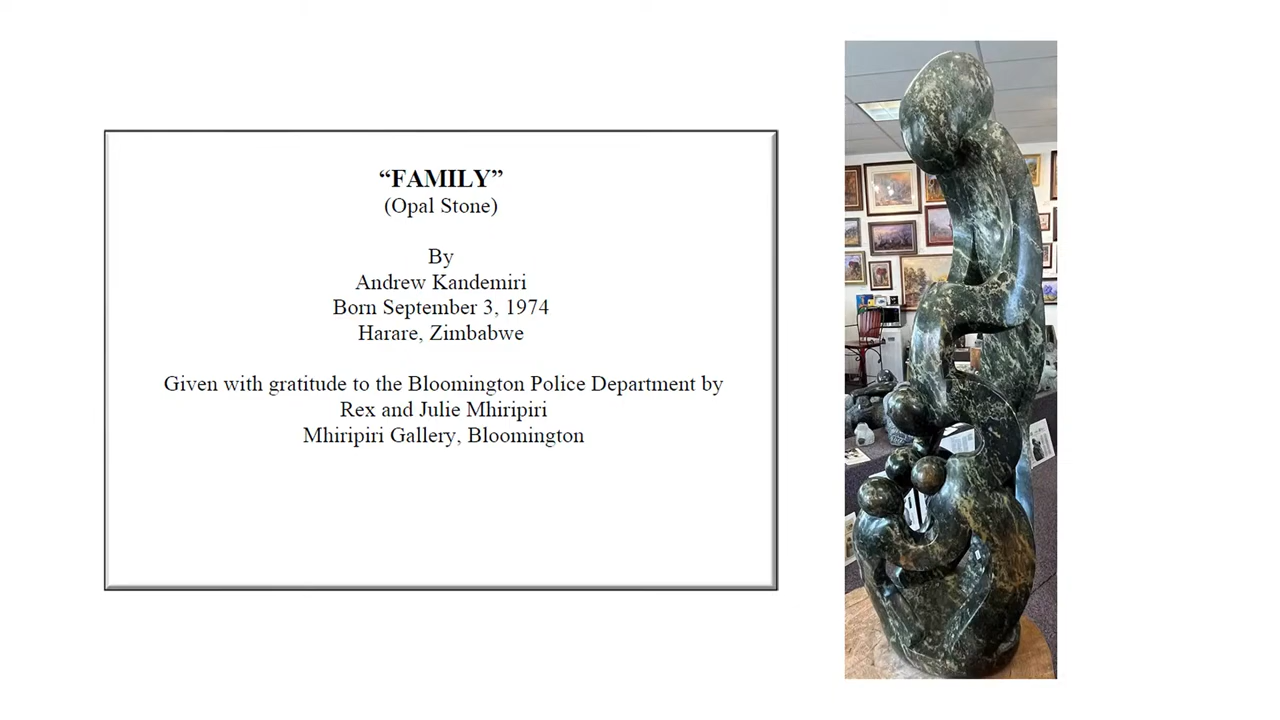 “FAMILY”
(Opal Stone)
By
Andrew Kandemiri
Born September 3, 1974
Harare, Zimbabwe
Given with gratitude to the Bloomington Police Department by
Rex and Julie Mhiripiri
Mhiripiri Gallery, Bloomington